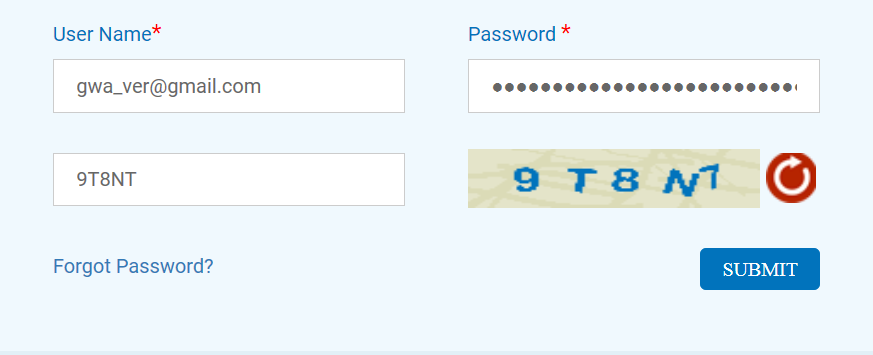 User Name*
Password *
gwa_ver@gmail.com
9T8NT
9 T 8 N T
Forgot Password?
SUBMIT